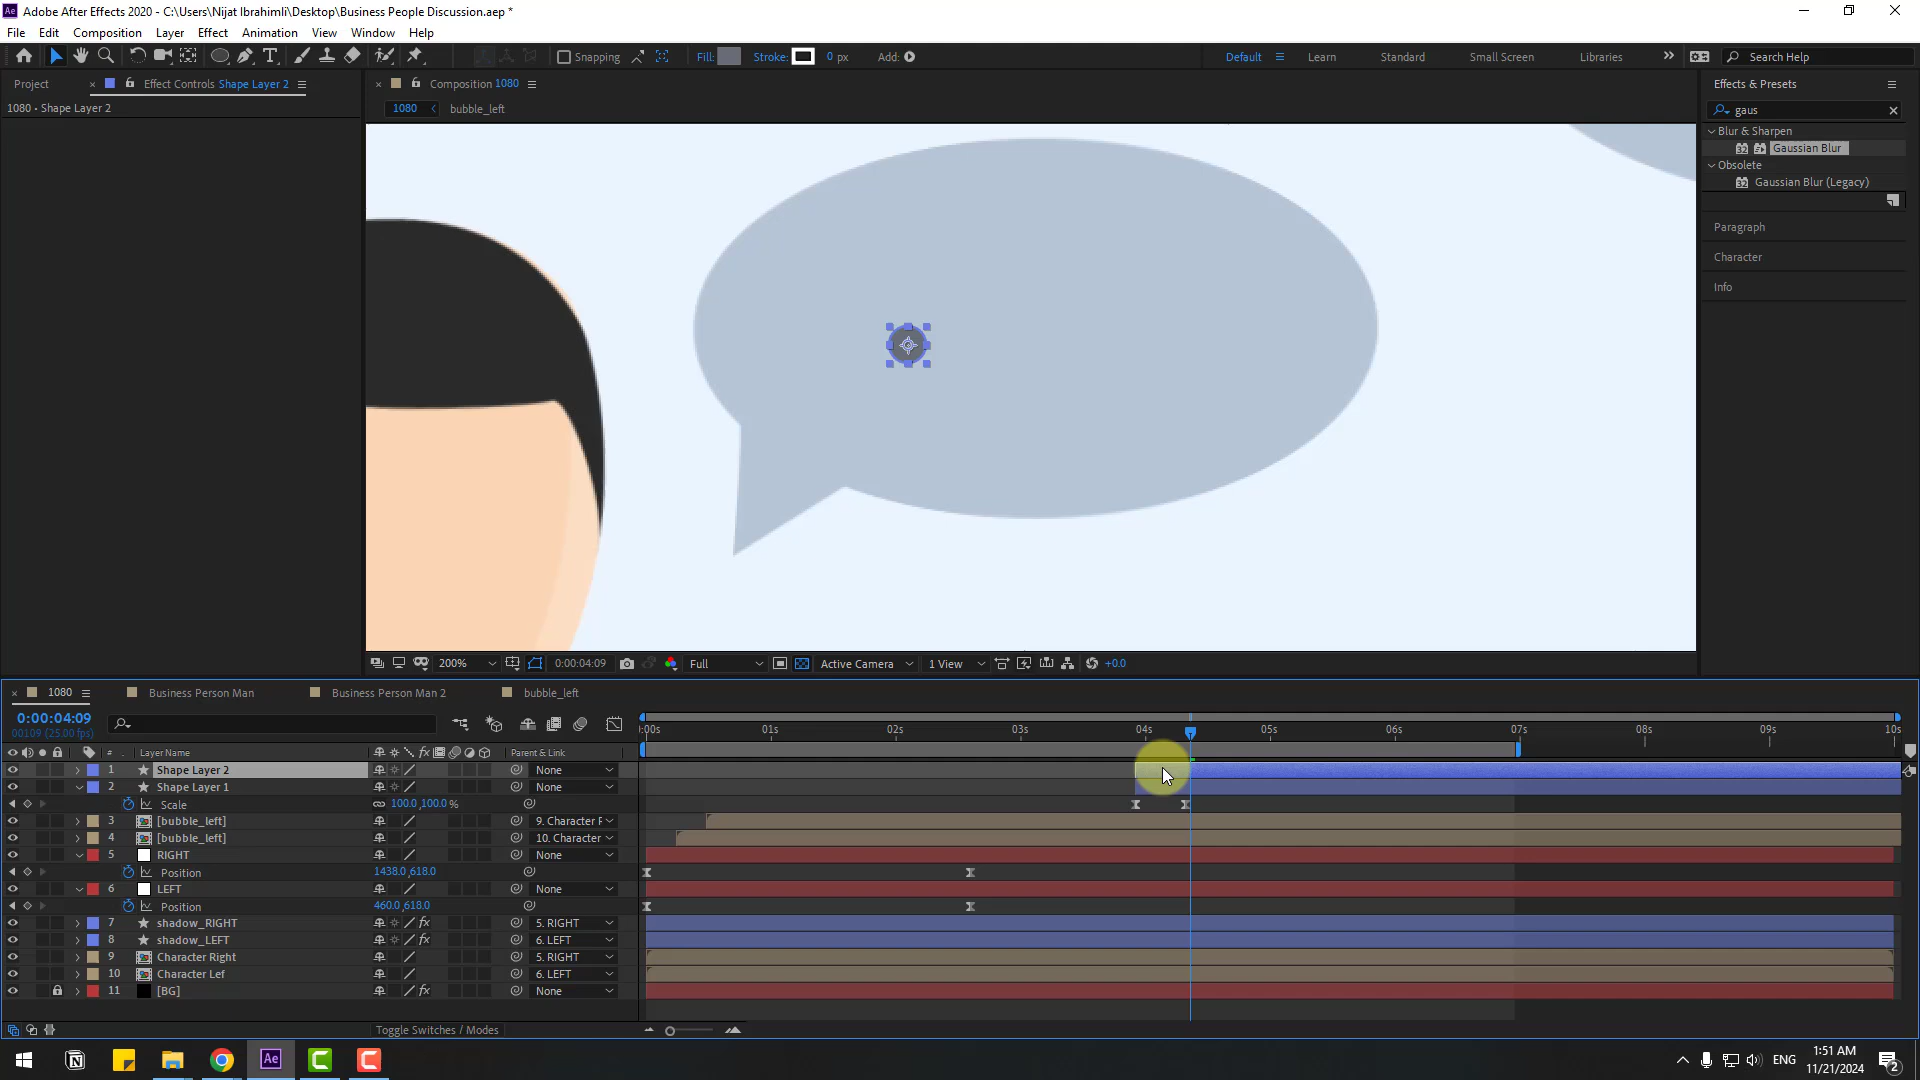 Adobe After Effects 2020 - C:\Users\Nijat Ibrahimli\Desktop\Business People Discussion.aep *
File Edit Composition Layer Effect Animation View Window Help
Snapping Fill: Stroke: 0 px Add: Default Learn Standard Small Screen Libraries Search Help
Project Effect Controls Shape Layer 2 Composition 1080 Effects & Presets
1080 • Shape Layer 2 1080 bubble_left gaus
Blur & Sharpen
Gaussian Blur
Obsolete
Gaussian Blur (Legacy)
Paragraph
Character
Info
200% 0:00:04:09 Full Active Camera 1 View +0.0
1080 Business Person Man Business Person Man 2 bubble_left
0:00:04:09
00109 (25.00 fps)
:00s 01s 02s 03s 04s 05s 06s 07s 08s 09s 10s
# Layer Name Parent & Link
1 Shape Layer 2 None
2 Shape Layer 1 None
Scale 100.0,100.0%
3 [bubble_left] 9. Character F
4 [bubble_left] 10. Character
5 RIGHT None
Position 1438.0,618.0
6 LEFT None
Position 460.0,618.0
7 shadow_RIGHT 5. RIGHT
8 shadow_LEFT 6. LEFT
9 Character Right 5. RIGHT
10 Character Lef 6. LEFT
11 [BG] None
Toggle Switches / Modes
ENG 1:51 AM
11/21/2024 2